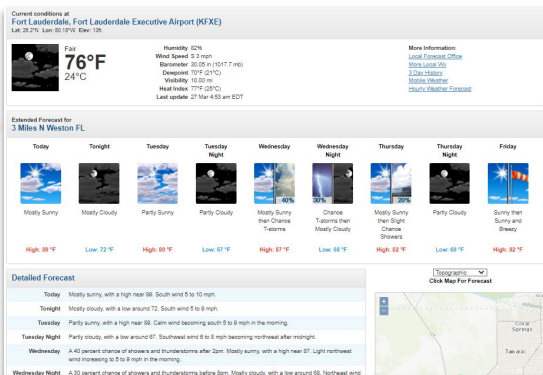 Current conditions at
Fort Lauderdale, Fort Lauderdale Executive Airport (KFXE)
Lat: 26.2°N Lon: 80.18°W Elev: 13ft.
Fair
76°F
24°C
Humidity 82%
Wind Speed S 3 mph
Barometer 30.05 in (1017.7 mb)
Dewpoint 70°F (21°C)
Visibility 10.00 mi
Heat Index 77°F (25°C)
Last update 27 Mar 4:53 am EDT
More Information:
Local Forecast Office
More Local Wx
3 Day History
Mobile Weather
Hourly Weather Forecast
Extended Forecast for
3 Miles N Weston FL
Today
Mostly Sunny
High: 89 °F
Tonight
Mostly Cloudy
Low: 72 °F
Tuesday
Partly Sunny
High: 89 °F
Tuesday
Night
Partly Cloudy
Low: 67 °F
Wednesday
40%
Mostly Sunny
then Chance
T-storms
High: 87 °F
Wednesday
Night
30%
Chance
T-storms then
Mostly Cloudy
Low: 68 °F
Thursday
20%
Mostly Sunny
then Slight
Chance
Showers
High: 82 °F
Thursday
Night
Partly Cloudy
Low: 69 °F
Friday
Sunny then
Sunny and
Breezy
High: 82 °F
Detailed Forecast
Today Mostly sunny, with a high near 89. South wind 5 to 10 mph.
Tonight Mostly cloudy, with a low around 72. South wind 5 to 9 mph.
Tuesday Partly sunny, with a high near 89. Calm wind becoming south 5 to 9 mph in the morning.
Tuesday Night Partly cloudy, with a low around 67. Southwest wind 6 to 8 mph becoming northwest after midnight.
Wednesday A 40 percent chance of showers and thunderstorms after 2pm. Mostly sunny, with a high near 87. Light northwest
wind increasing to 5 to 9 mph in the morning.
Wednesday Night A 30 percent chance of showers and thunderstorms before 8pm. Mostly cloudy, with a low around 68. Northeast wind
Topographic
Click Map For Forecast
+
-
Coral
Springs
Tamarac